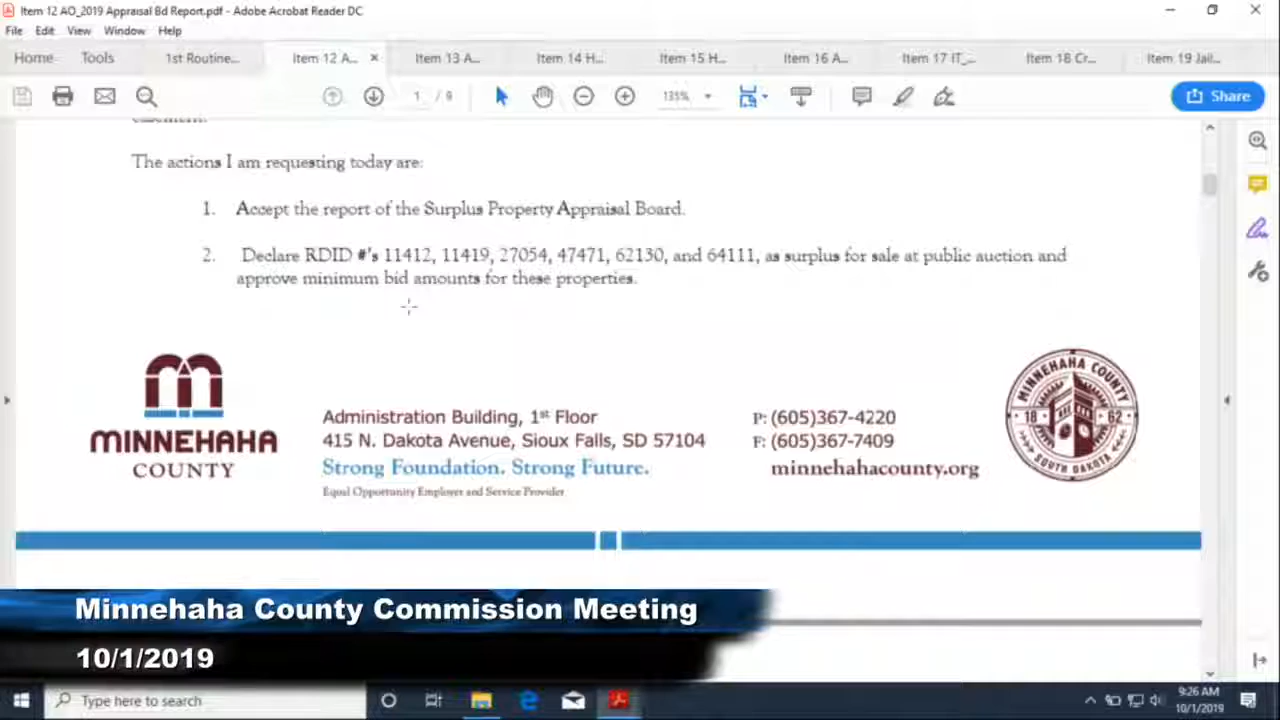 Item 12 AO_2019 Appraisal Bd Report.pdf - Adobe Acrobat Reader DC
File Edit View Window Help
Home Tools 1st Routine... Item 12 A... Item 13 A... Item 14 H... Item 15 H... Item 16 A... Item 17 IT_... Item 18 Cr... Item 19 Jail...
1 / 9 135% Share
easement.
The actions I am requesting today are:
1. Accept the report of the Surplus Property Appraisal Board.
2. Declare RDID #'s 11412, 11419, 27054, 47471, 62130, and 64111, as surplus for sale at public auction and
approve minimum bid amounts for these properties.
MINNEHAHA
COUNTY
Administration Building, 1st Floor
415 N. Dakota Avenue, Sioux Falls, SD 57104
Strong Foundation. Strong Future.
Equal Opportunity Employer and Service Provider
P: (605)367-4220
F: (605)367-7409
minnehahacounty.org
MINNEHAHA COUNTY
18 62
SOUTH DAKOTA
Minnehaha County Commission Meeting
10/1/2019
Type here to search
9:26 AM
10/1/2019